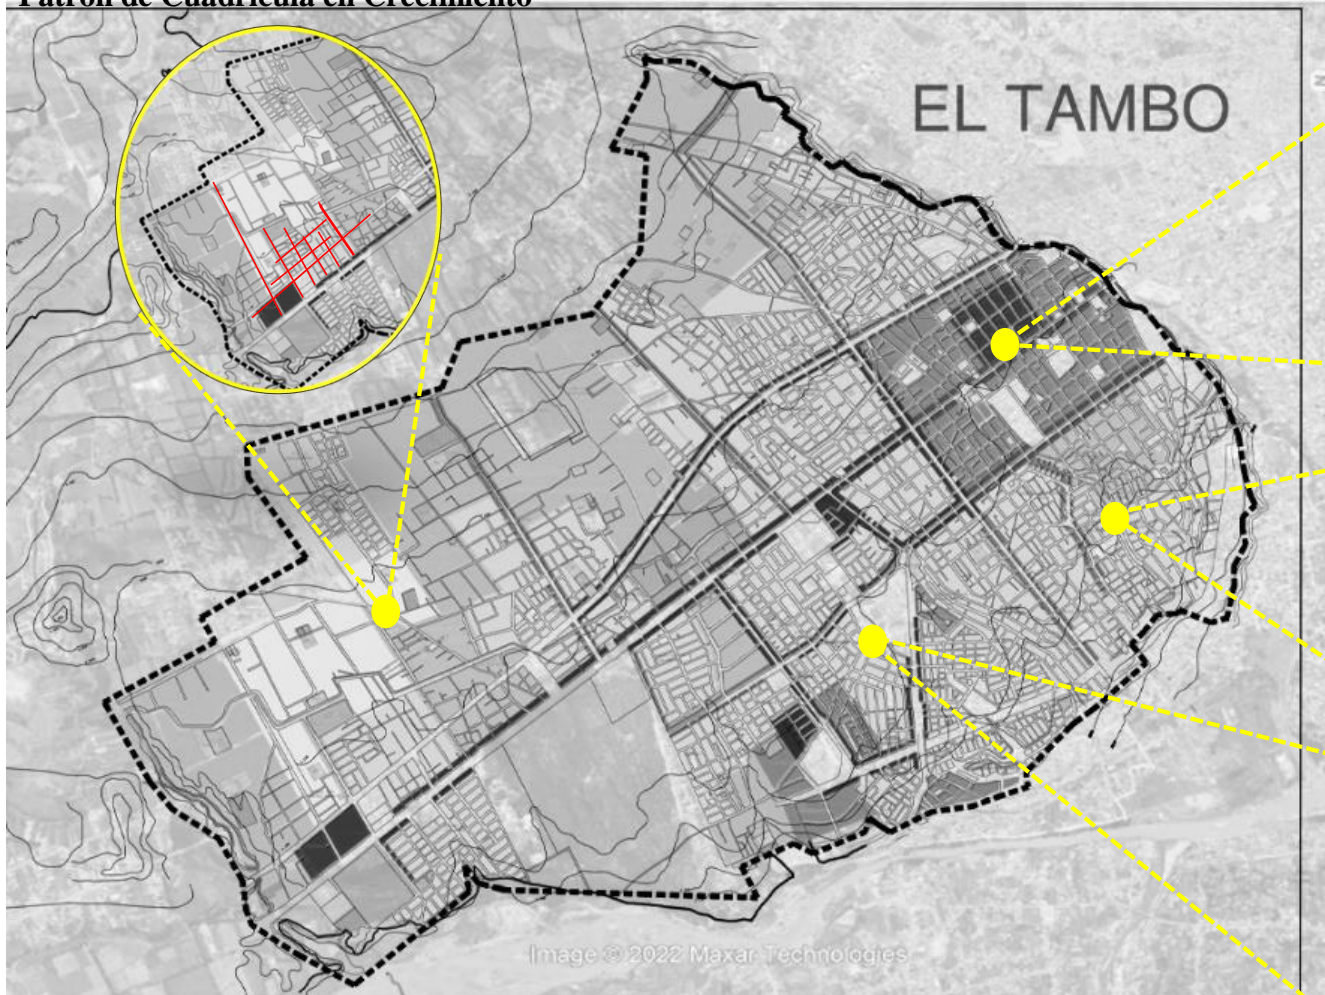 Patrón de Cuadrícula en Crecimiento
EL TAMBO
Image © 2022 Maxar Technologies